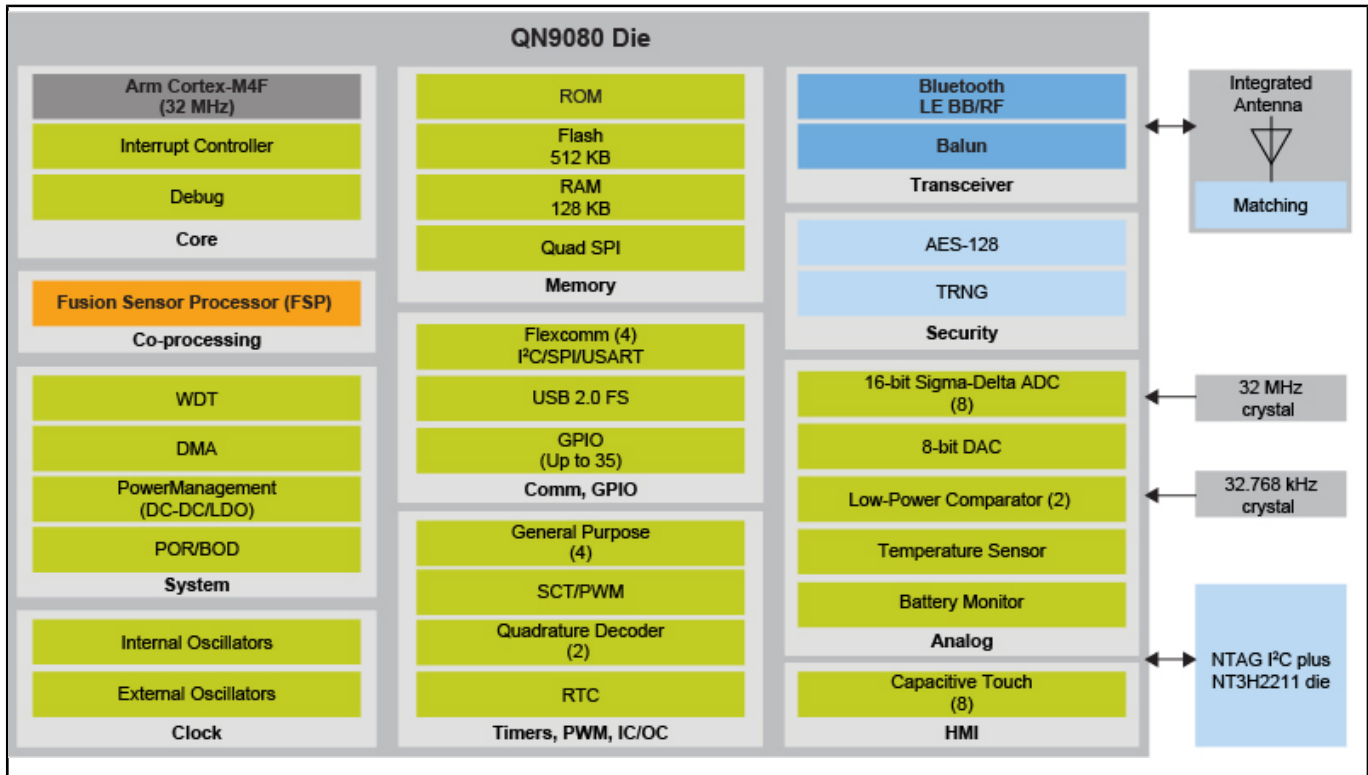 QN9080 Die
Arm Cortex-M4F
(32 MHz)
Interrupt Controller
Debug
Core
Fusion Sensor Processor (FSP)
Co-processing
WDT
DMA
PowerManagement
(DC-DC/LDO)
POR/BOD
System
Internal Oscillators
External Oscillators
Clock
ROM
Flash
512 KB
RAM
128 KB
Quad SPI
Memory
Flexcomm (4)
I²C/SPI/USART
USB 2.0 FS
GPIO
(Up to 35)
Comm, GPIO
General Purpose
(4)
SCT/PWM
Quadrature Decoder
(2)
RTC
Timers, PWM, IC/OC
Bluetooth
LE BB/RF
Balun
Transceiver
AES-128
TRNG
Security
16-bit Sigma-Delta ADC
(8)
8-bit DAC
Low-Power Comparator (2)
Temperature Sensor
Battery Monitor
Analog
Capacitive Touch
(8)
HMI
Integrated
Antenna
Matching
32 MHz
crystal
32.768 kHz
crystal
NTAG I²C plus
NT3H2211 die